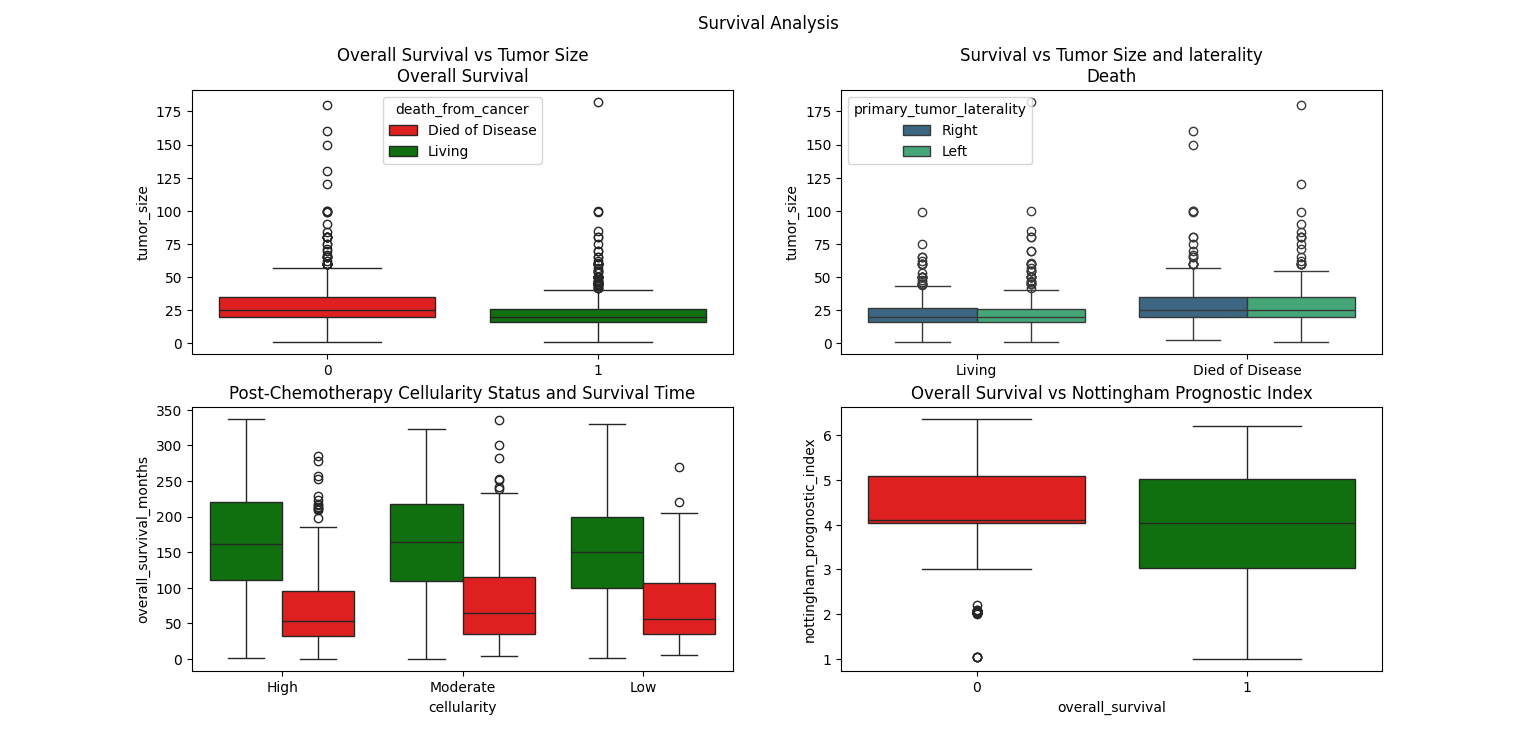 Survival Analysis
Overall Survival vs Tumor Size
Overall Survival
tumor_size
175
150
125
100
75
50
25
0
death_from_cancer
Died of Disease
Living
0
1
Survival vs Tumor Size and laterality
Death
tumor_size
175
150
125
100
75
50
25
0
primary_tumor_laterality
Right
Left
Living
Died of Disease
Post-Chemotherapy Cellularity Status and Survival Time
overall_survival_months
350
300
250
200
150
100
50
0
High
Moderate
Low
cellularity
Overall Survival vs Nottingham Prognostic Index
nottingham_prognostic_index
6
5
4
3
2
1
0
1
overall_survival